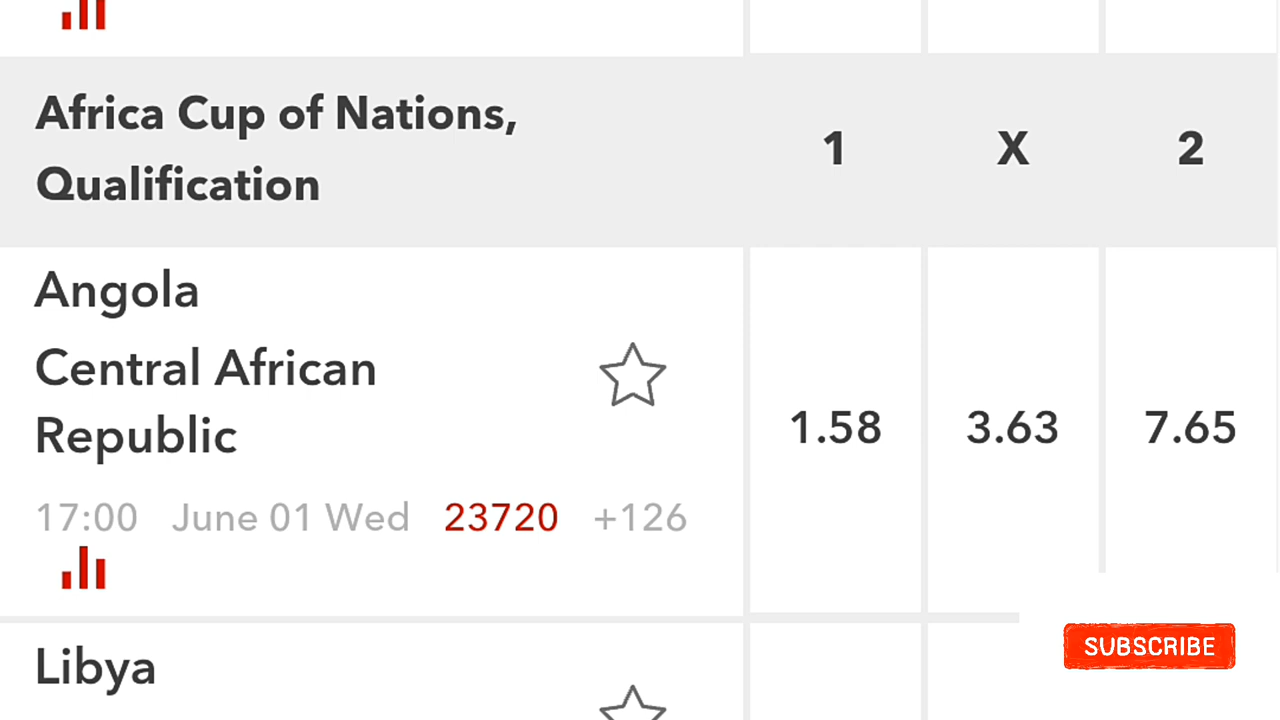 Africa Cup of Nations,
Qualification
1 X 2
Angola
Central African
Republic
1.58 3.63 7.65
17:00 June 01 Wed 23720 +126
SUBSCRIBE
Libya